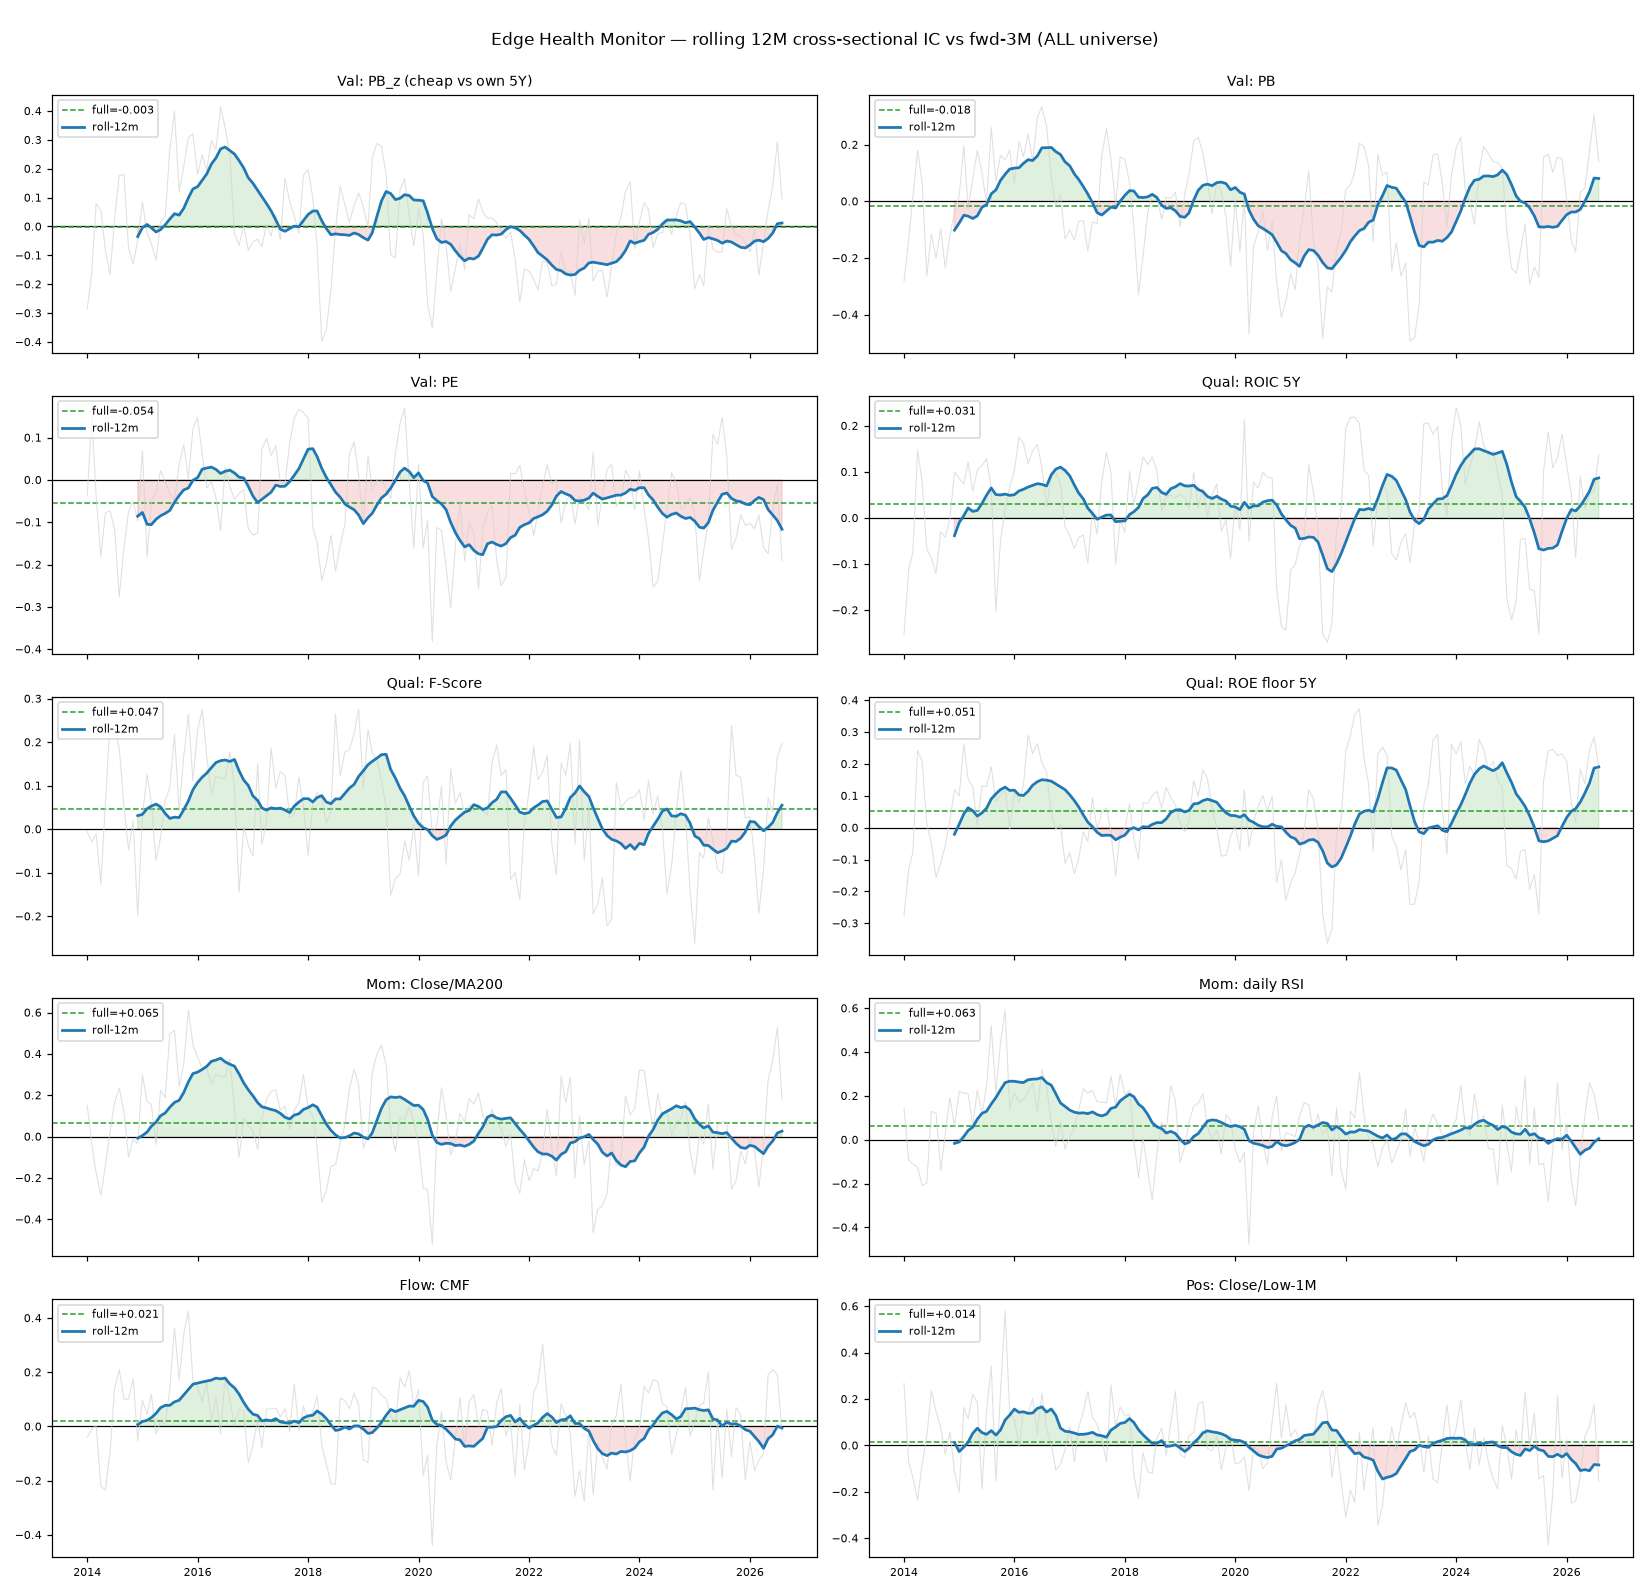 Edge Health Monitor — rolling 12M cross-sectional IC vs fwd-3M (ALL universe)
Val: PB_z (cheap vs own 5Y)
full=-0.003
roll-12m
0.4
0.3
0.2
0.1
0.0
−0.1
−0.2
−0.3
−0.4
Val: PB
full=-0.018
roll-12m
0.2
0.0
−0.2
−0.4
Val: PE
full=-0.054
roll-12m
0.1
0.0
−0.1
−0.2
−0.3
−0.4
Qual: ROIC 5Y
full=+0.031
roll-12m
0.2
0.1
0.0
−0.1
−0.2
Qual: F-Score
full=+0.047
roll-12m
0.3
0.2
0.1
0.0
−0.1
−0.2
Qual: ROE floor 5Y
full=+0.051
roll-12m
0.4
0.3
0.2
0.1
0.0
−0.1
−0.2
−0.3
Mom: Close/MA200
full=+0.065
roll-12m
0.6
0.4
0.2
0.0
−0.2
−0.4
Mom: daily RSI
full=+0.063
roll-12m
0.6
0.4
0.2
0.0
−0.2
−0.4
Flow: CMF
full=+0.021
roll-12m
0.4
0.2
0.0
−0.2
−0.4
2014 2016 2018 2020 2022 2024 2026
Pos: Close/Low-1M
full=+0.014
roll-12m
0.6
0.4
0.2
0.0
−0.2
−0.4
2014 2016 2018 2020 2022 2024 2026